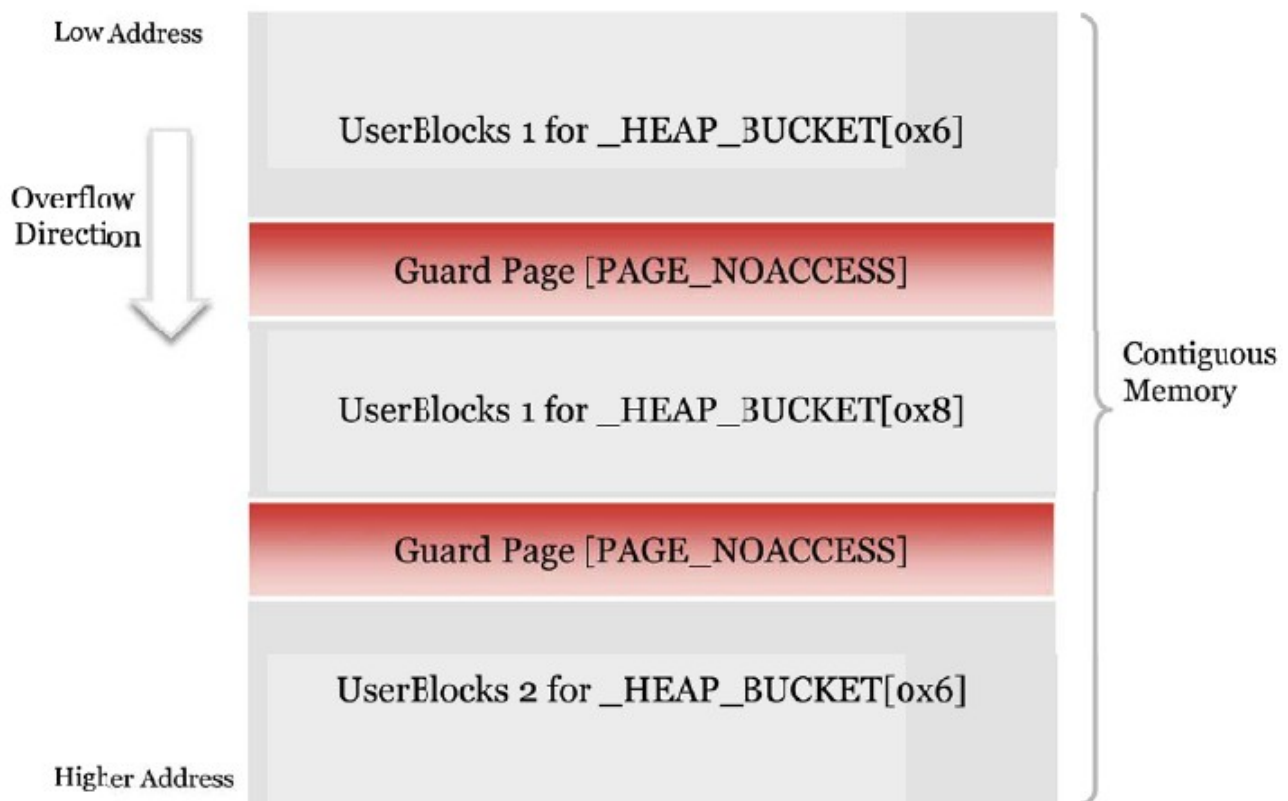 Low Address
UserBlocks 1 for _HEAP_BUCKET[0x6]
Overflow
Direction
Guard Page [PAGE_NOACCESS]
Contiguous
Memory
UserBlocks 1 for _HEAP_BUCKET[0x8]
Guard Page [PAGE_NOACCESS]
UserBlocks 2 for _HEAP_BUCKET[0x6]
Higher Address